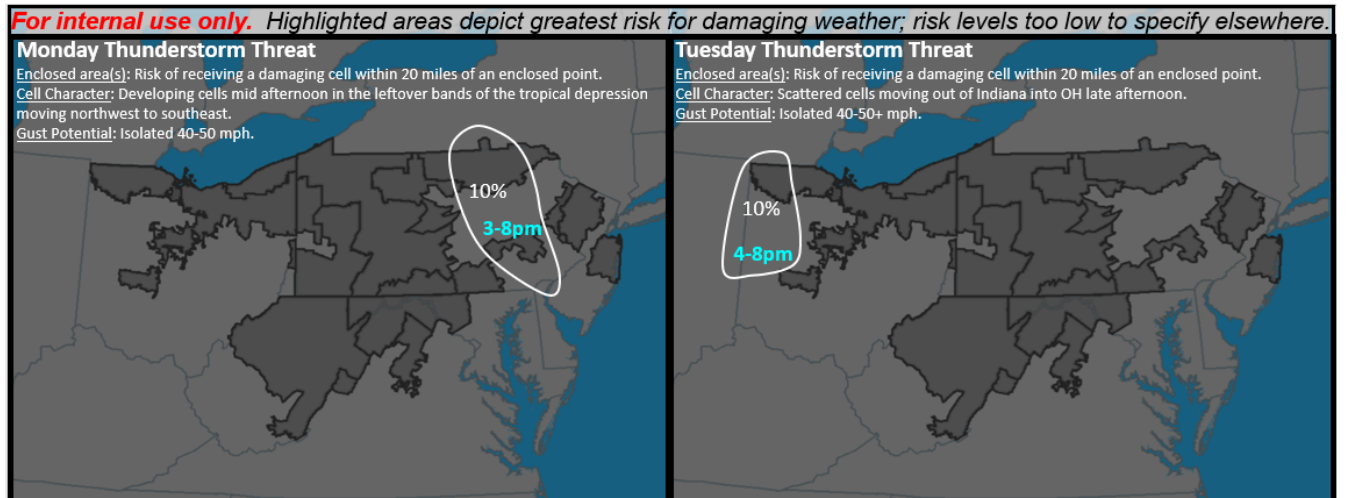 For internal use only. Highlighted areas depict greatest risk for damaging weather; risk levels too low to specify elsewhere.
Monday Thunderstorm Threat
Enclosed area(s): Risk of receiving a damaging cell within 20 miles of an enclosed point.
Cell Character: Developing cells mid afternoon in the leftover bands of the tropical depression
moving northwest to southeast.
Gust Potential: Isolated 40-50 mph.
10%
3-8pm
Tuesday Thunderstorm Threat
Enclosed area(s): Risk of receiving a damaging cell within 20 miles of an enclosed point.
Cell Character: Scattered cells moving out of Indiana into OH late afternoon.
Gust Potential: Isolated 40-50+ mph.
10%
4-8pm